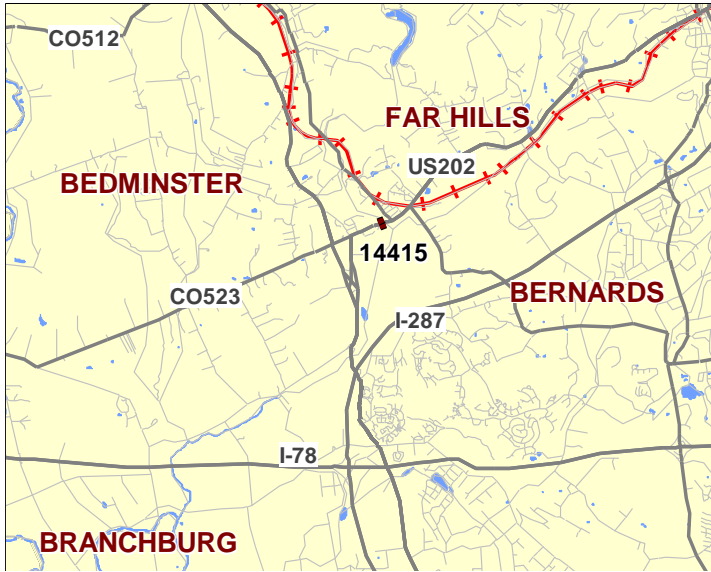 CO512
FAR HILLS
US202
BEDMINSTER
14415
CO523
BERNARDS
I-287
I-78
BRANCHBURG